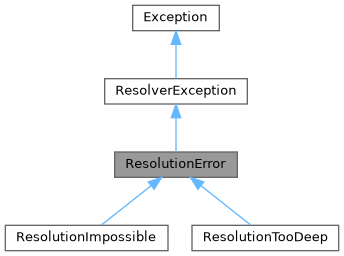 Exception
ResolverException
ResolutionError
ResolutionImpossible
ResolutionTooDeep